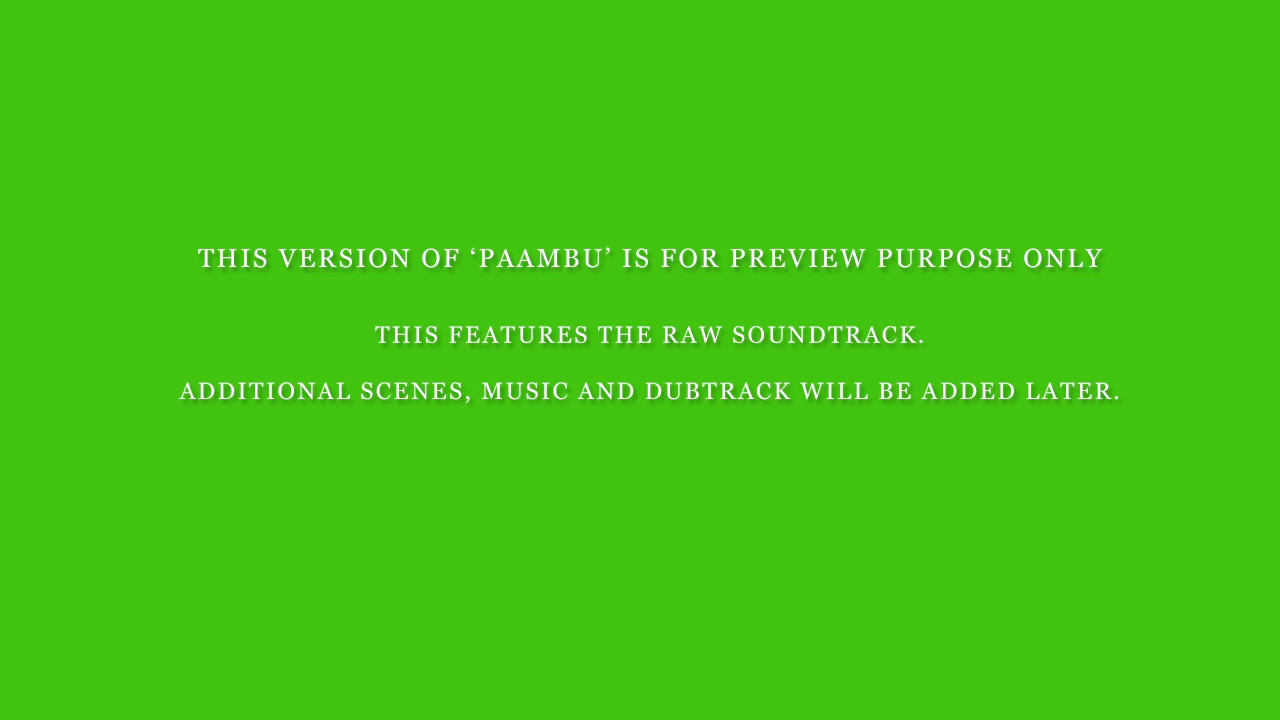 THIS VERSION OF ‘PAAMBU’ IS FOR PREVIEW PURPOSE ONLY
THIS FEATURES THE RAW SOUNDTRACK.
ADDITIONAL SCENES, MUSIC AND DUBTRACK WILL BE ADDED LATER.